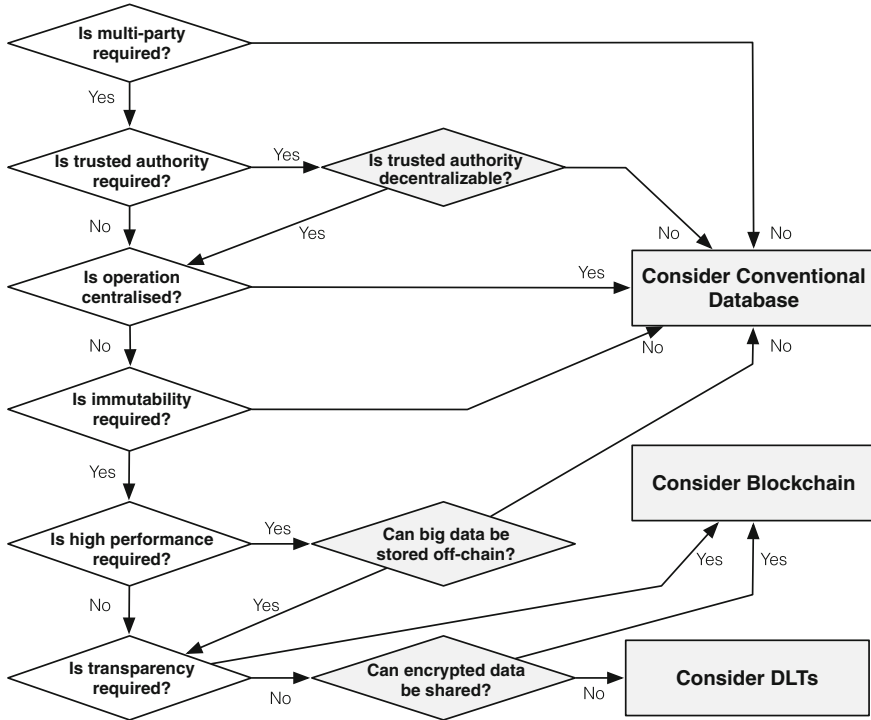 Is multi-party
required?
Yes
Is trusted authority
required?
Yes
Is trusted authority
decentralizable?
No
Yes
No
No
Is operation
centralised?
Yes
Consider Conventional
Database
No
No
No
Is immutability
required?
Yes
Consider Blockchain
Is high performance
required?
Yes
Can big data be
stored off-chain?
Yes
Yes
No
Yes
Is transparency
required?
No
Can encrypted data
be shared?
No
Consider DLTs